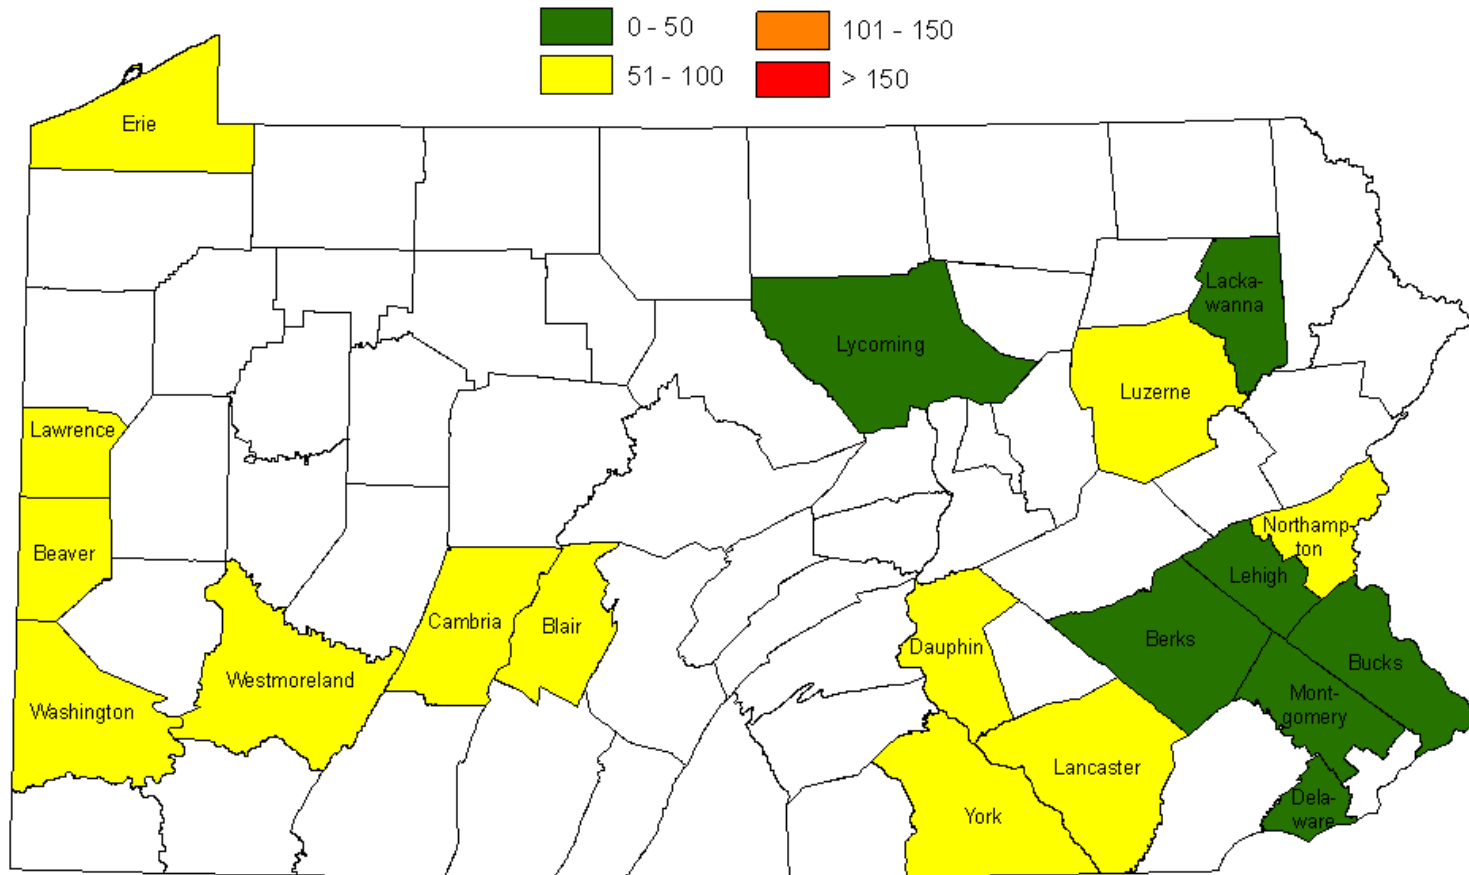 0 - 50
101 - 150
51 - 100
> 150
Erie
Lacka-
wanna
Lycoming
Luzerne
Lawrence
Northamp-
ton
Beaver
Lehigh
Cambria
Blair
Dauphin
Berks
Bucks
Westmoreland
Mont-
gomery
Washington
Lancaster
Dela-
ware
York